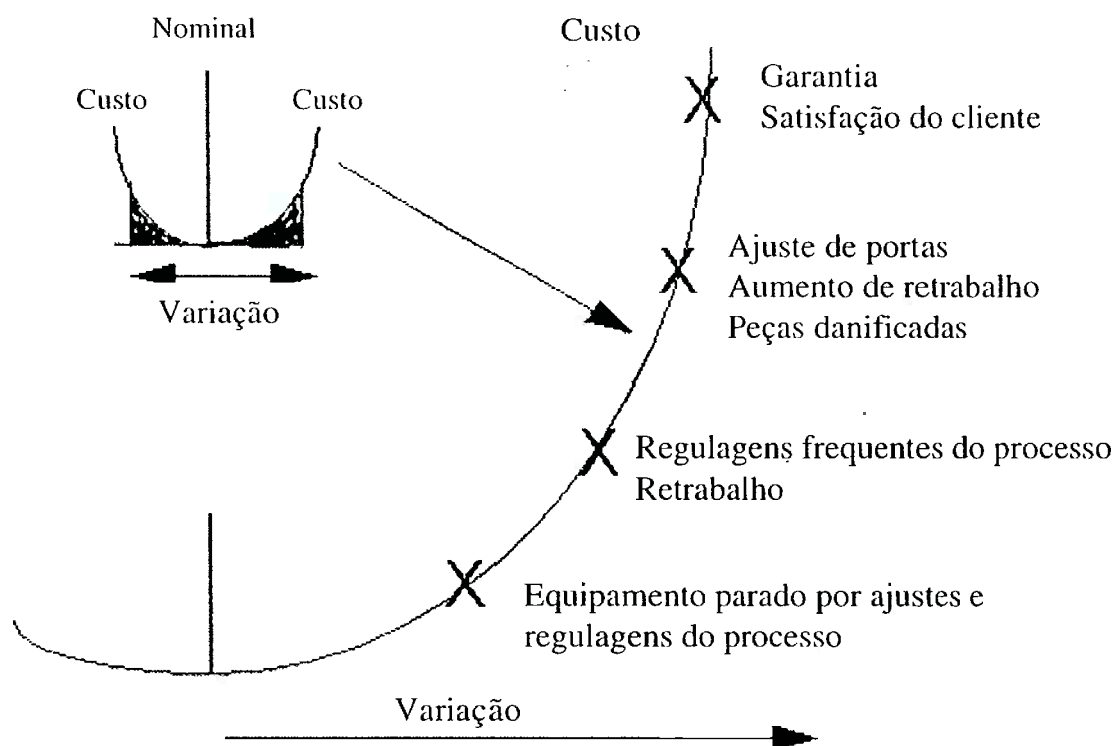 Nominal
Custo
Custo
Variação
Custo
Garantia
Satisfação do cliente
Ajuste de portas
Aumento de retrabalho
Peças danificadas
Regulagens frequentes do processo
Retrabalho
Equipamento parado por ajustes e
regulagens do processo
Variação